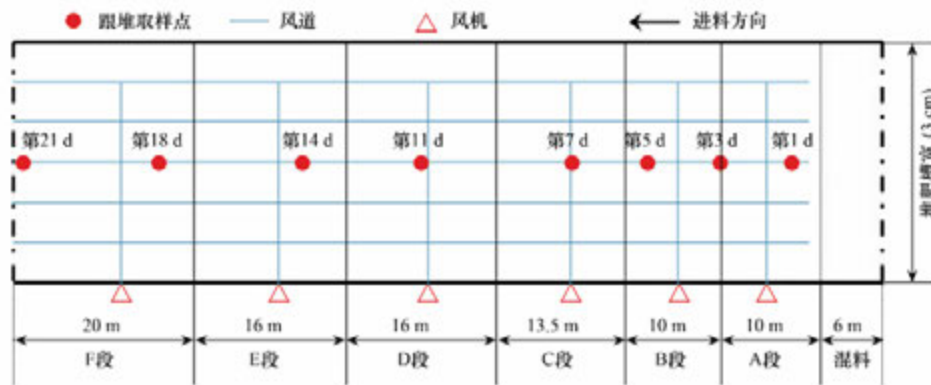 跟堆取样点 风道 风机 进料方向
第21 d 第18 d 第14 d 第11 d 第7 d 第5 d 第3 d 第1 d
(3 cm)
20 m 16 m 16 m 13.5 m 10 m 10 m 6 m
F段 E段 D段 C段 B段 A段 混料